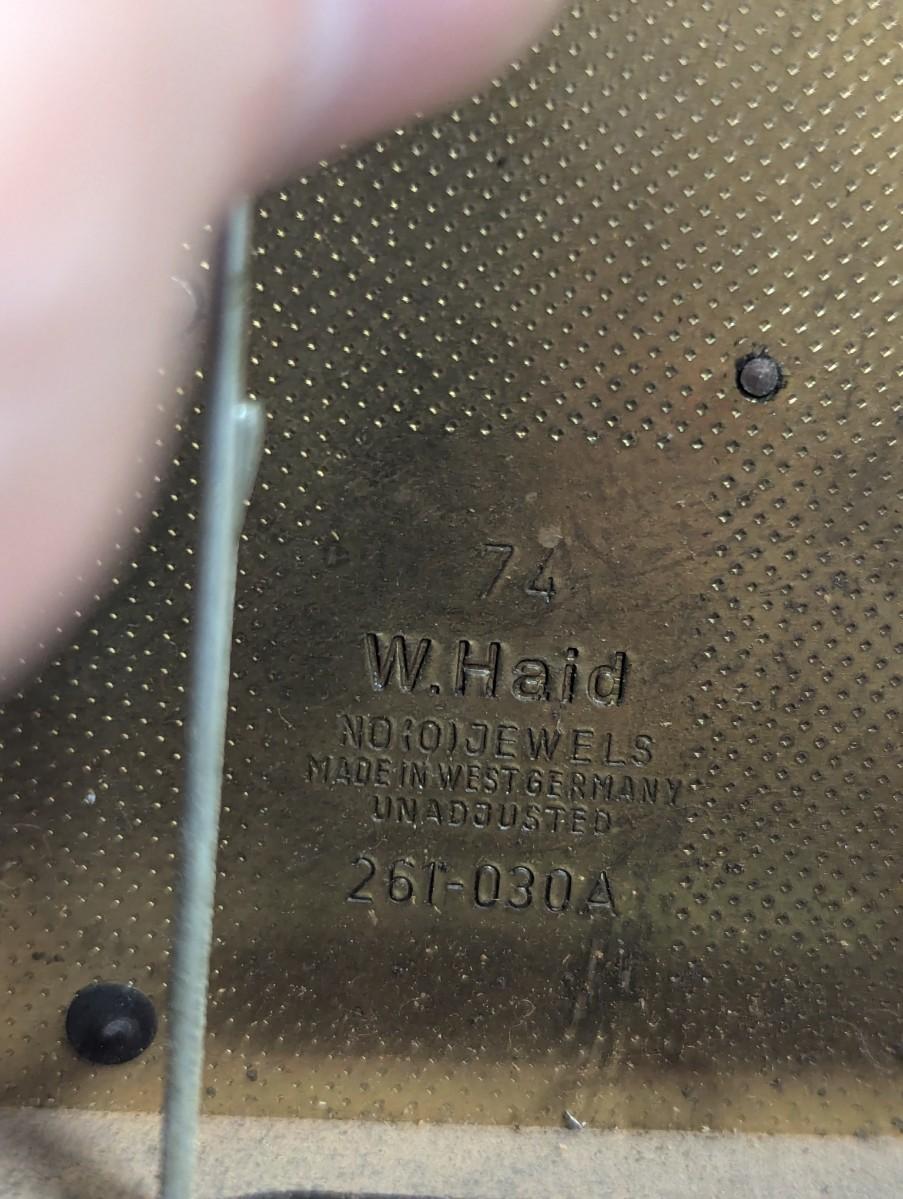 74
W.Haid
NO(0)JEWELS
MADE IN WEST GERMANY
UNADJUSTED
261-030A